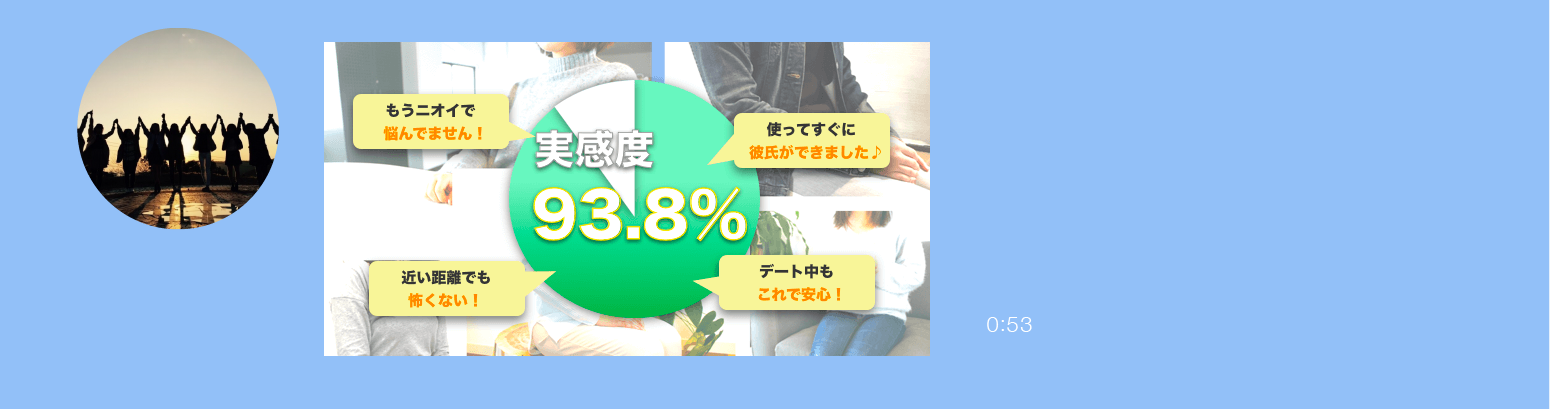 もうニオイで
悩んでません！
使ってすぐに
彼氏ができました♪
実感度
93.8%
近い距離でも
怖くない！
デート中も
これで安心！
0:53